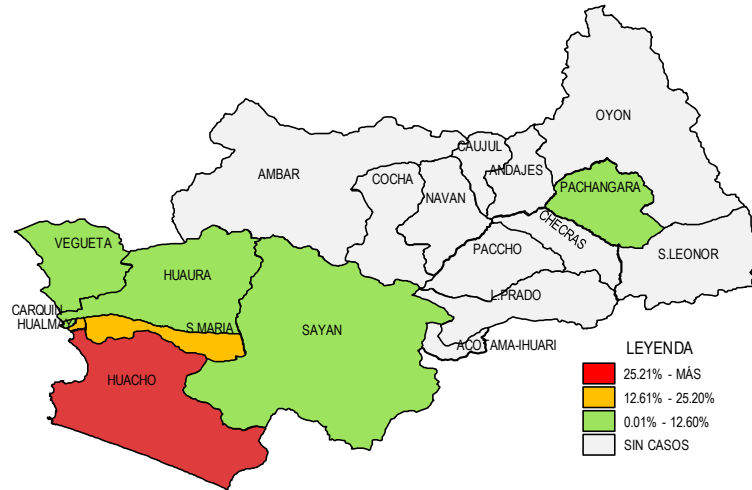 OYON
CAUJUL
ANDAJES
AMBAR
COCHA
NAVAN
PACHANGARA
CHECRAS
VEGUETA
PACCHO
S.LEONOR
HUAURA
L.PRADO
CARQUIN
HUALMAY
S.MARIA
SAYAN
ACOTAMA-IHUARI
HUACHO
LEYENDA
25.21% - MÁS
12.61% - 25.20%
0.01% - 12.60%
SIN CASOS